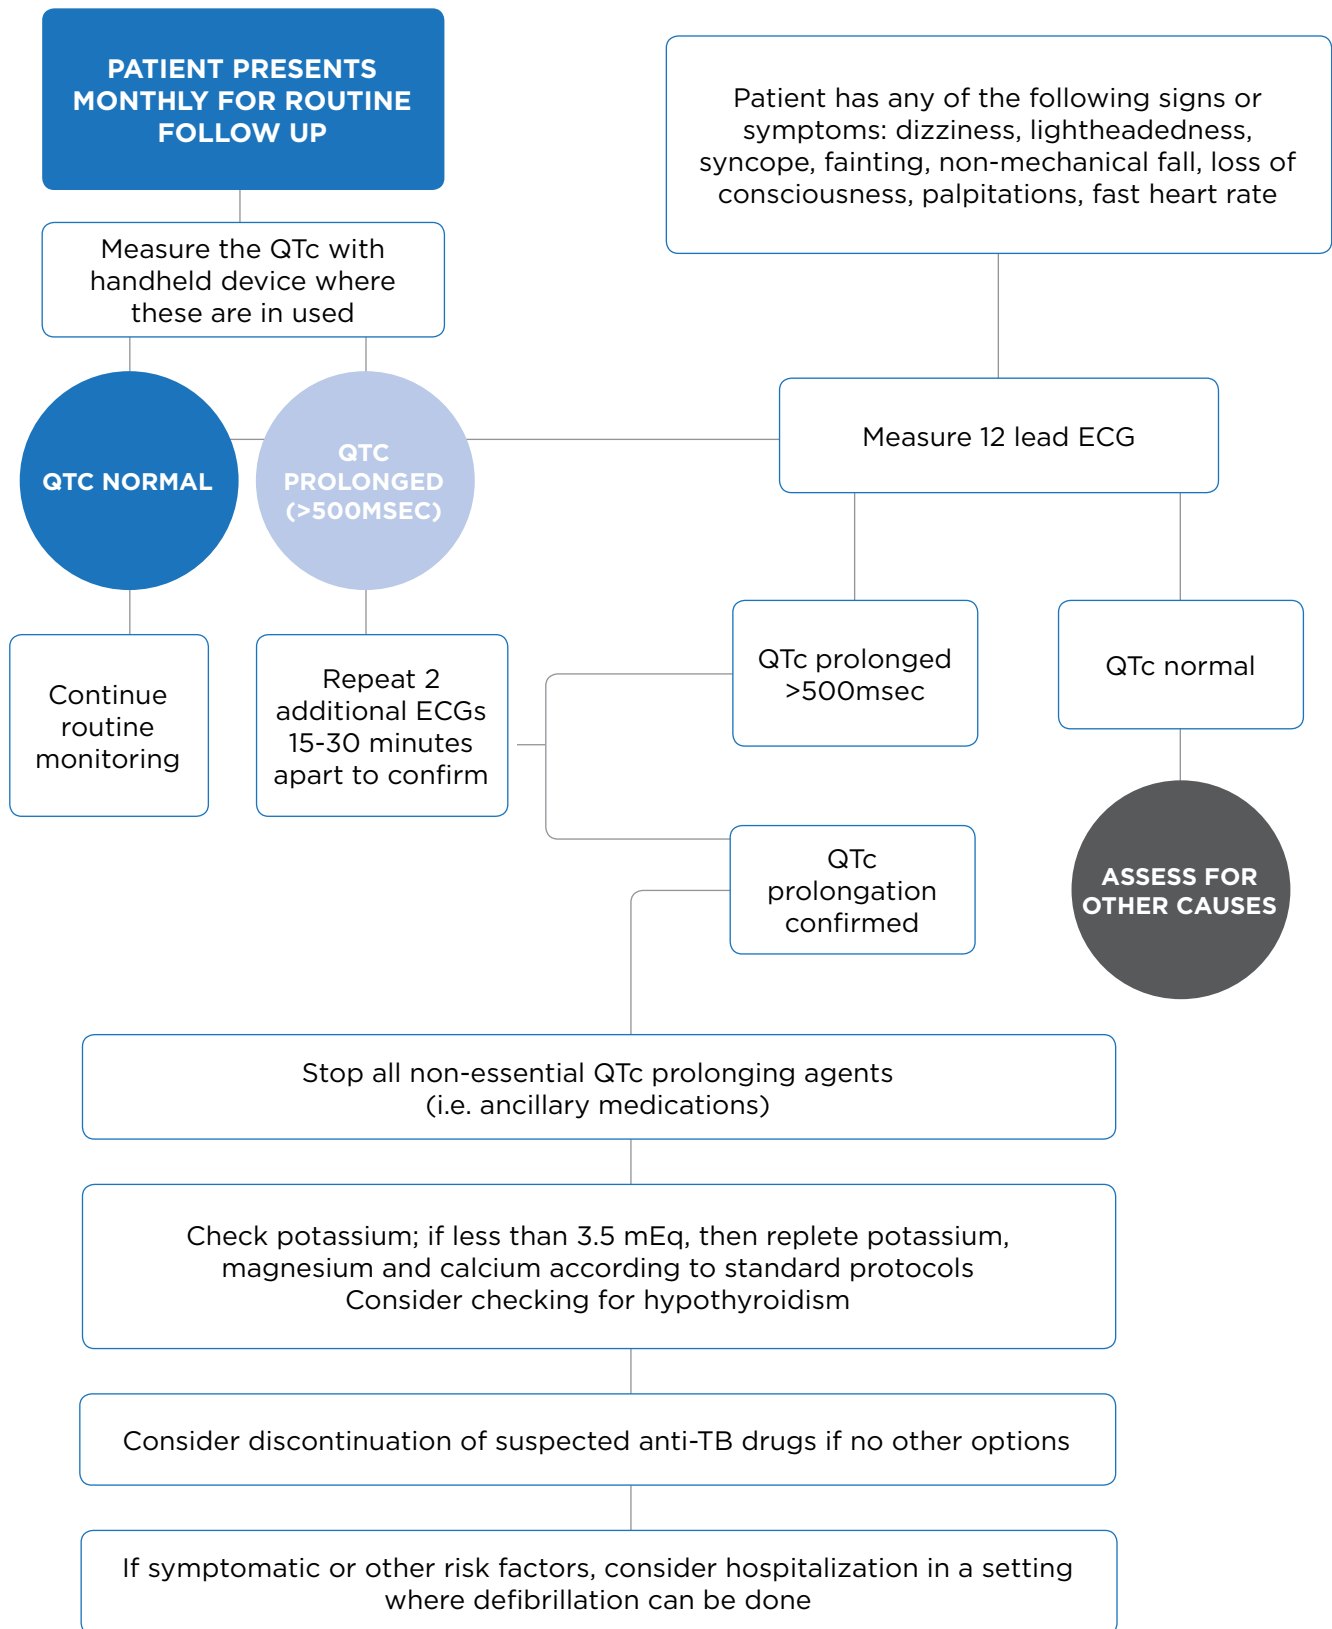 PATIENT PRESENTS
MONTHLY FOR ROUTINE
FOLLOW UP
Patient has any of the following signs or
symptoms: dizziness, lightheadedness,
syncope, fainting, non-mechanical fall, loss of
consciousness, palpitations, fast heart rate
Measure the QTc with
handheld device where
these are in used
QTC NORMAL
QTC
PROLONGED
(>500MSEC)
Measure 12 lead ECG
Continue
routine
monitoring
Repeat 2
additional ECGs
15-30 minutes
apart to confirm
QTc prolonged
>500msec
QTc normal
QTc
prolongation
confirmed
ASSESS FOR
OTHER CAUSES
Stop all non-essential QTc prolonging agents
(i.e. ancillary medications)
Check potassium; if less than 3.5 mEq, then replete potassium,
magnesium and calcium according to standard protocols
Consider checking for hypothyroidism
Consider discontinuation of suspected anti-TB drugs if no other options
If symptomatic or other risk factors, consider hospitalization in a setting
where defibrillation can be done